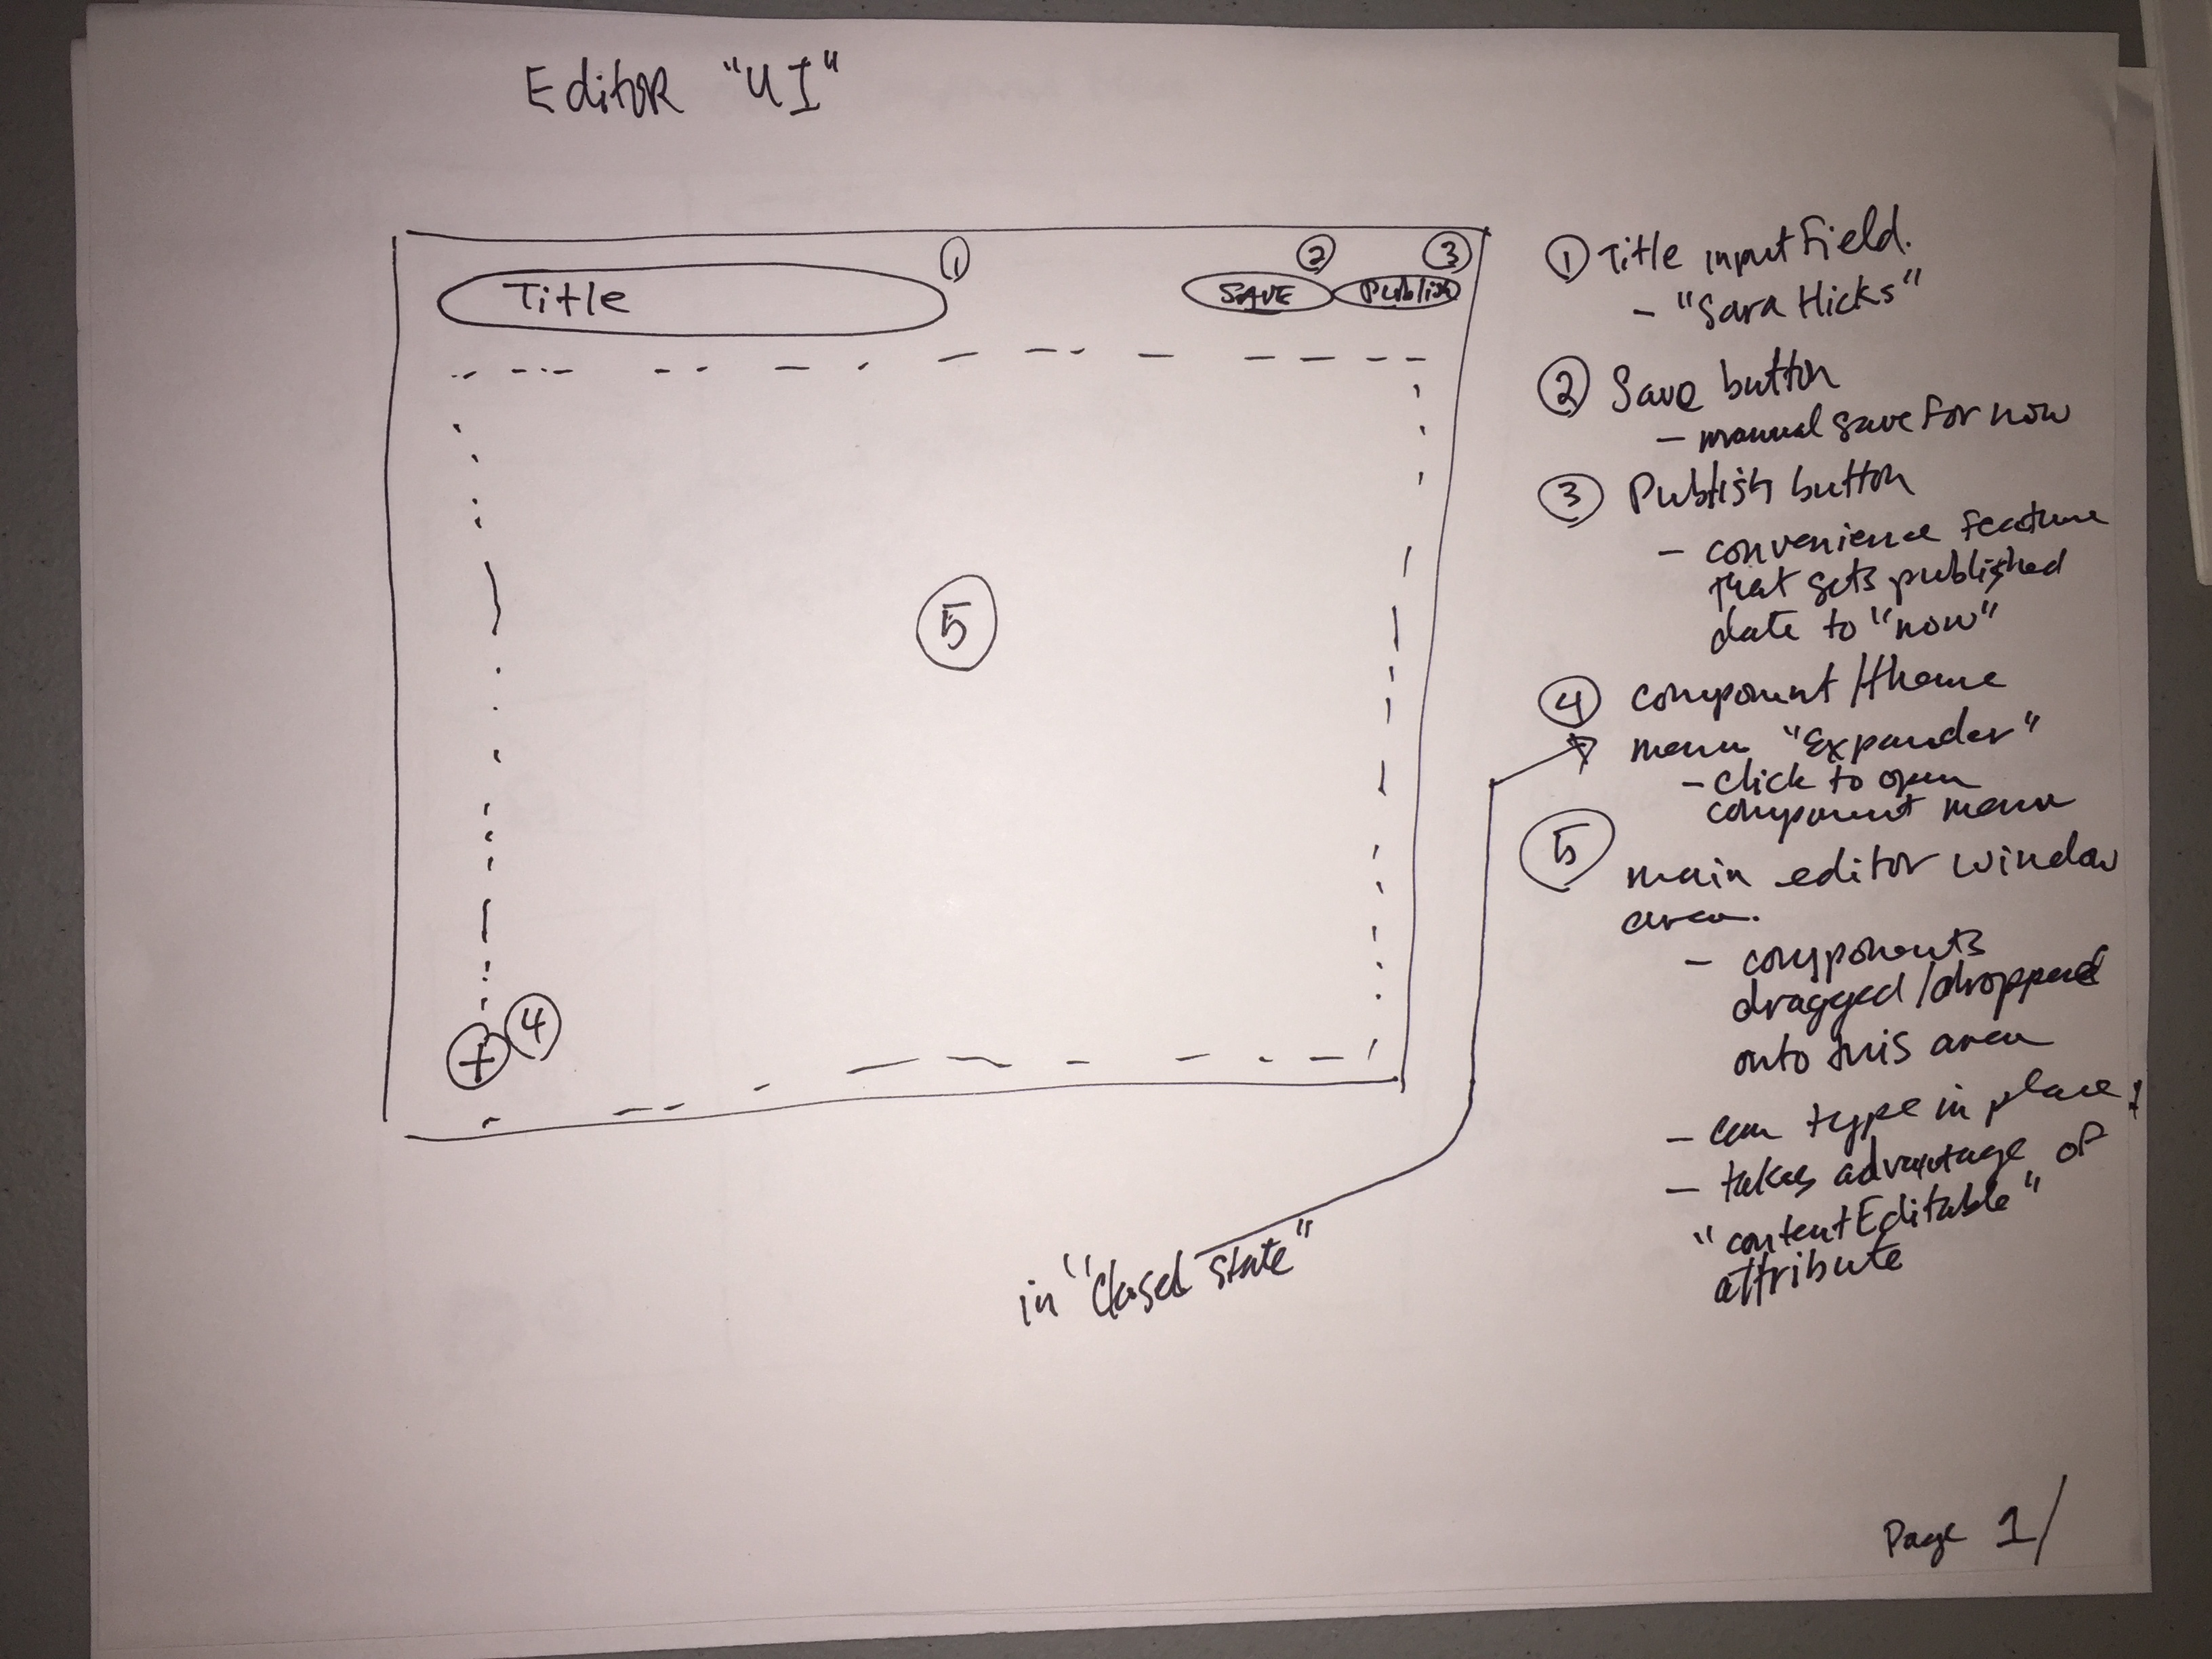 Editor "UI"
①
②
③
Title
SAVE
Publish
⑤
④
+
in "Closed state"
① Title input field.
- "Sara Hicks"
② Save button
- manual save for now
③ Publish button
- convenience feature
that sets published
date to "now"
④ component/theme
menu "Expander"
- click to open
component menu
⑤
main editor window
area.
- components
dragged/dropped
onto this area
- can type in place,
- takes advantage of
"contentEditable"
attribute
Page 1/